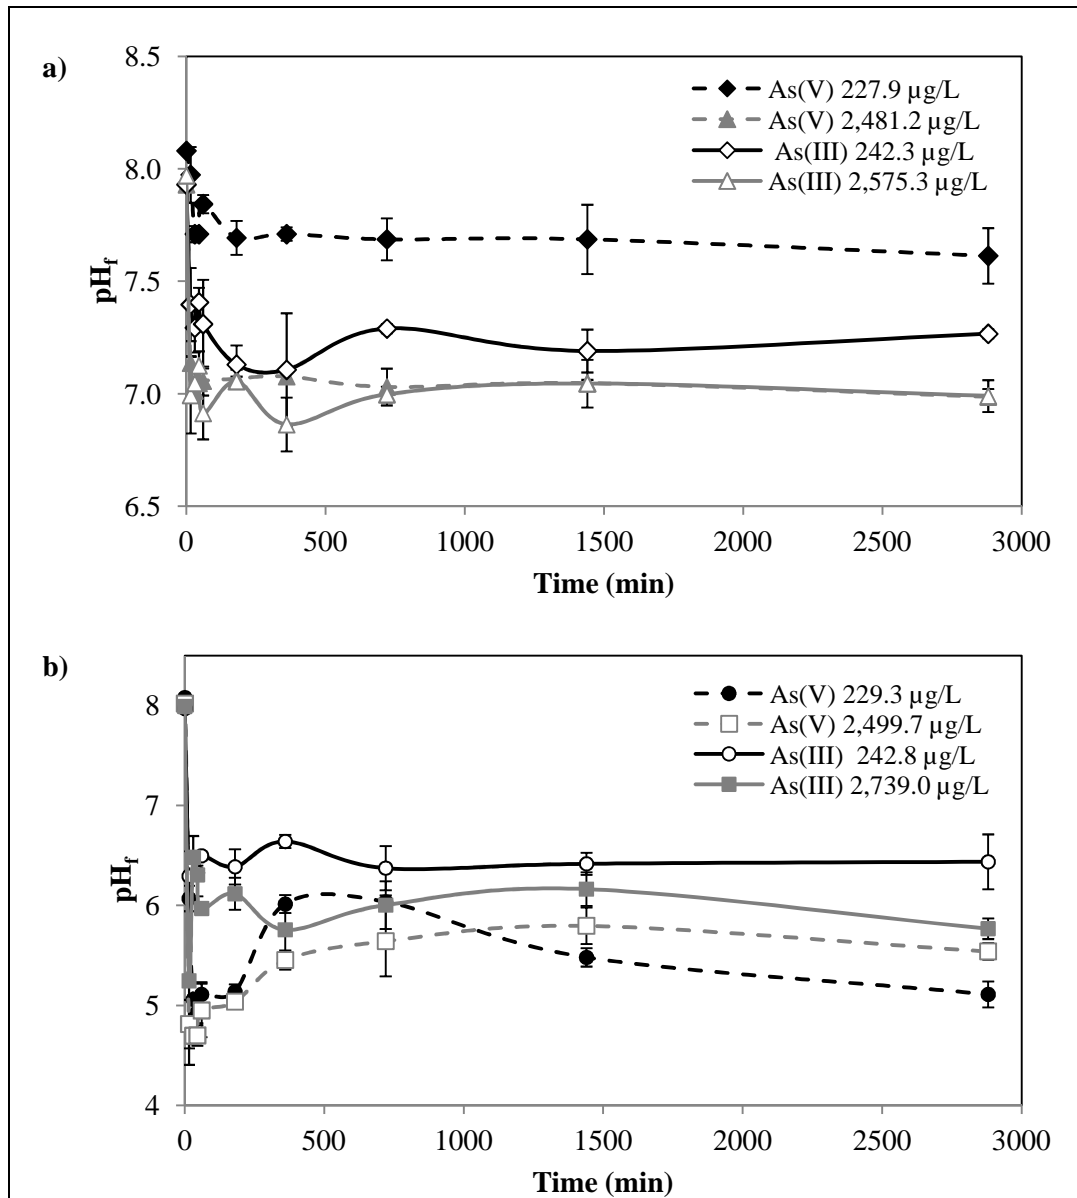 a)
8.5
8.0
7.5
7.0
6.5
pHf
As(V) 227.9 µg/L
As(V) 2,481.2 µg/L
As(III) 242.3 µg/L
As(III) 2,575.3 µg/L
0 500 1000 1500 2000 2500 3000
Time (min)
b)
8
7
6
5
4
pHf
As(V) 229.3 µg/L
As(V) 2,499.7 µg/L
As(III) 242.8 µg/L
As(III) 2,739.0 µg/L
0 500 1000 1500 2000 2500 3000
Time (min)